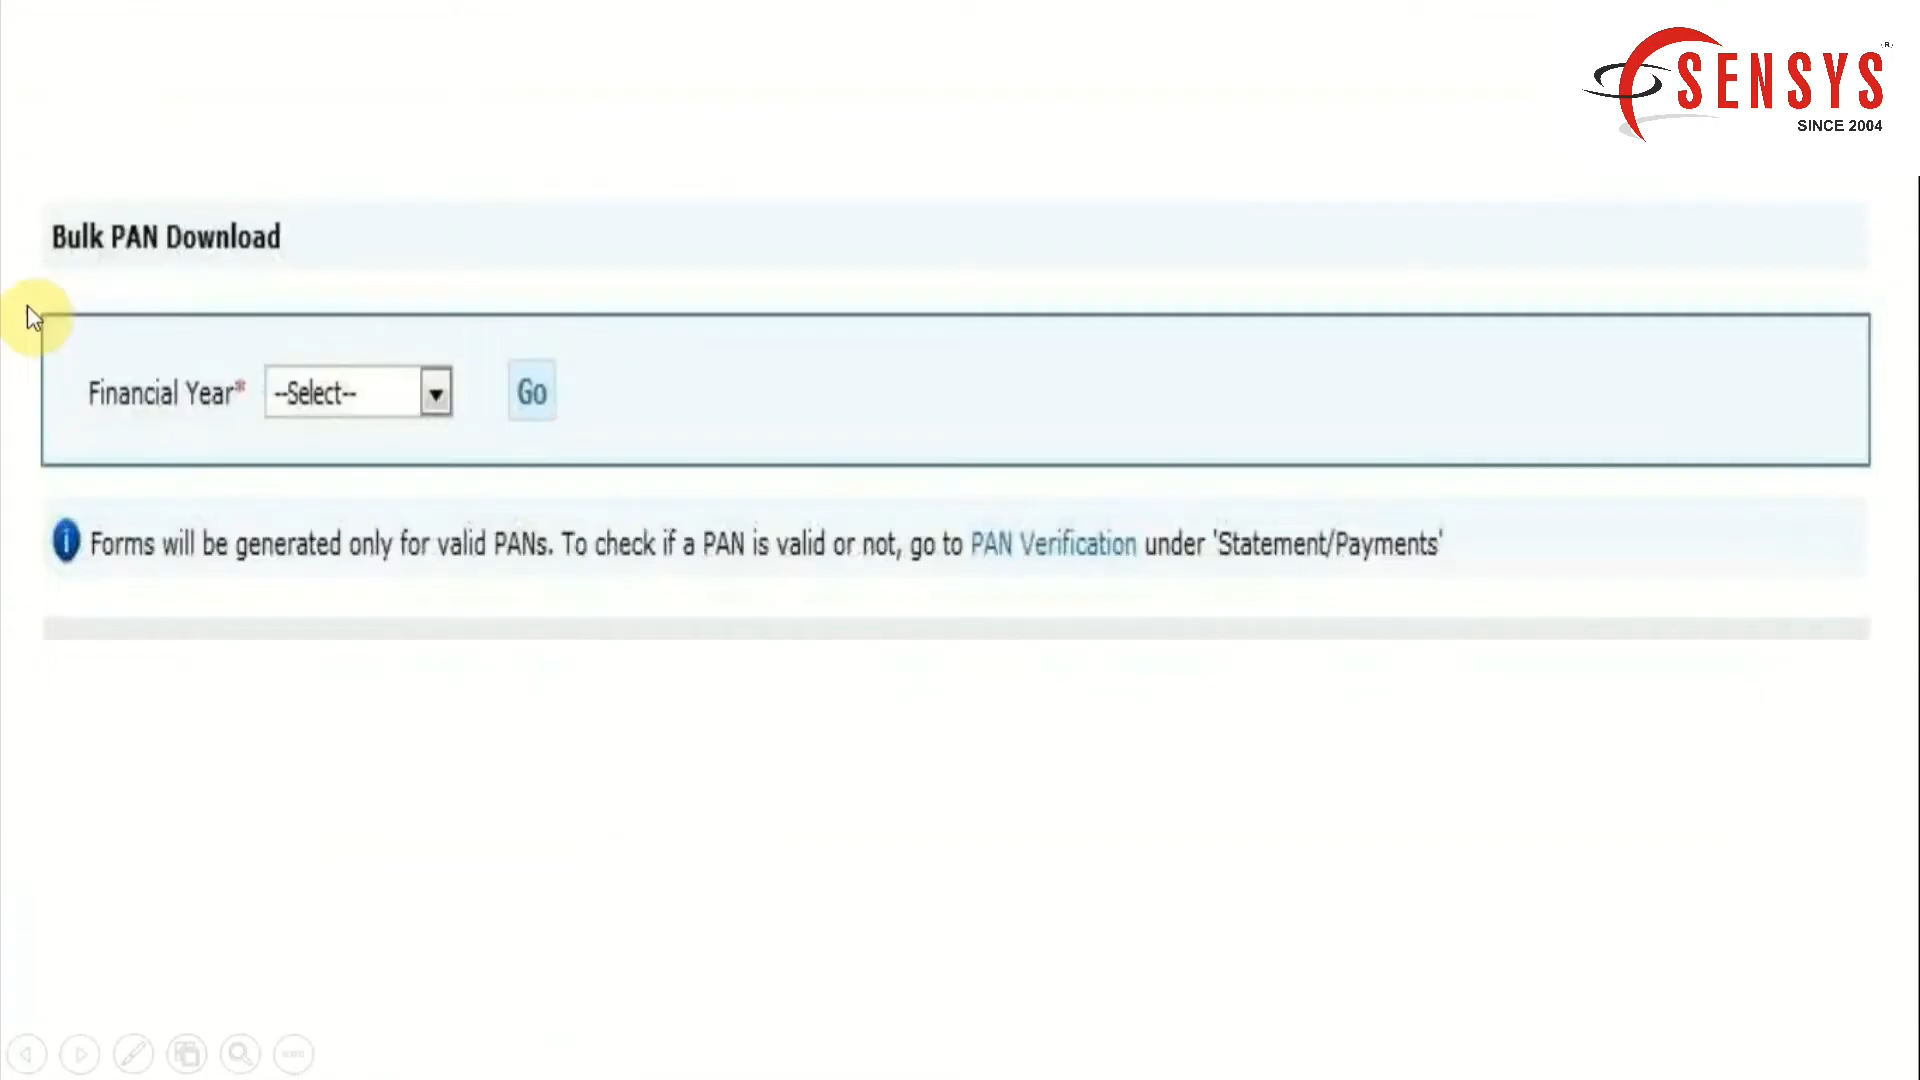 SENSYS
SINCE 2004
Bulk PAN Download
Financial Year* --Select-- Go
Forms will be generated only for valid PANs. To check if a PAN is valid or not, go to PAN Verification under 'Statement/Payments'